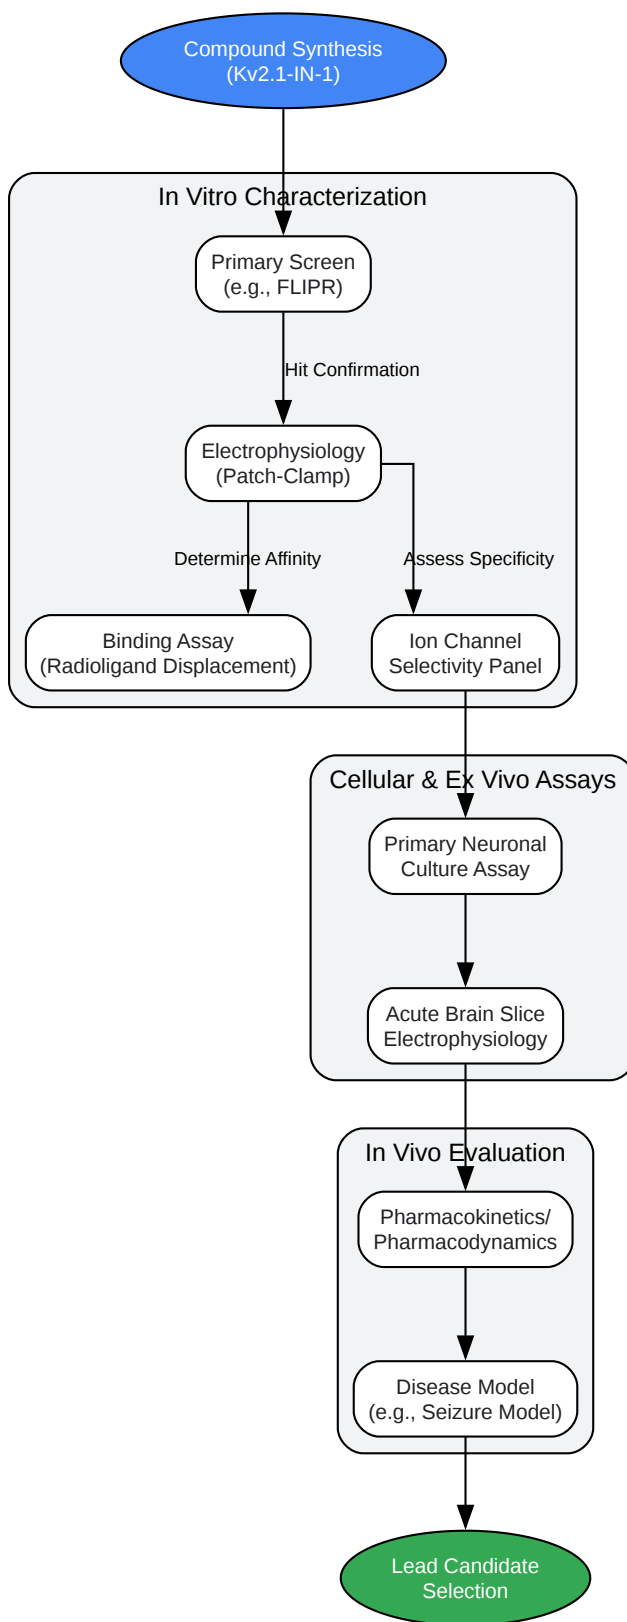 Compound Synthesis
(Kv2.1-IN-1)
In Vitro Characterization
Primary Screen
(e.g., FLIPR)
Hit Confirmation
Electrophysiology
(Patch-Clamp)
Determine Affinity
Assess Specificity
Binding Assay
(Radioligand Displacement)
Ion Channel
Selectivity Panel
Cellular & Ex Vivo Assays
Primary Neuronal
Culture Assay
Acute Brain Slice
Electrophysiology
In Vivo Evaluation
Pharmacokinetics/
Pharmacodynamics
Disease Model
(e.g., Seizure Model)
Lead Candidate
Selection